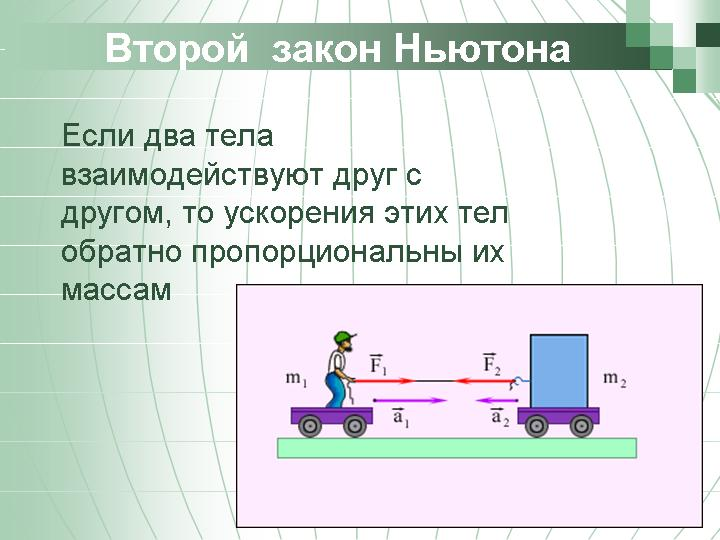 Второй закон Ньютона
Если два тела
взаимодействуют друг с
другом, то ускорения этих тел
обратно пропорциональны их
массам
F₁ F₂
m₁ m₂
a₁ a₂